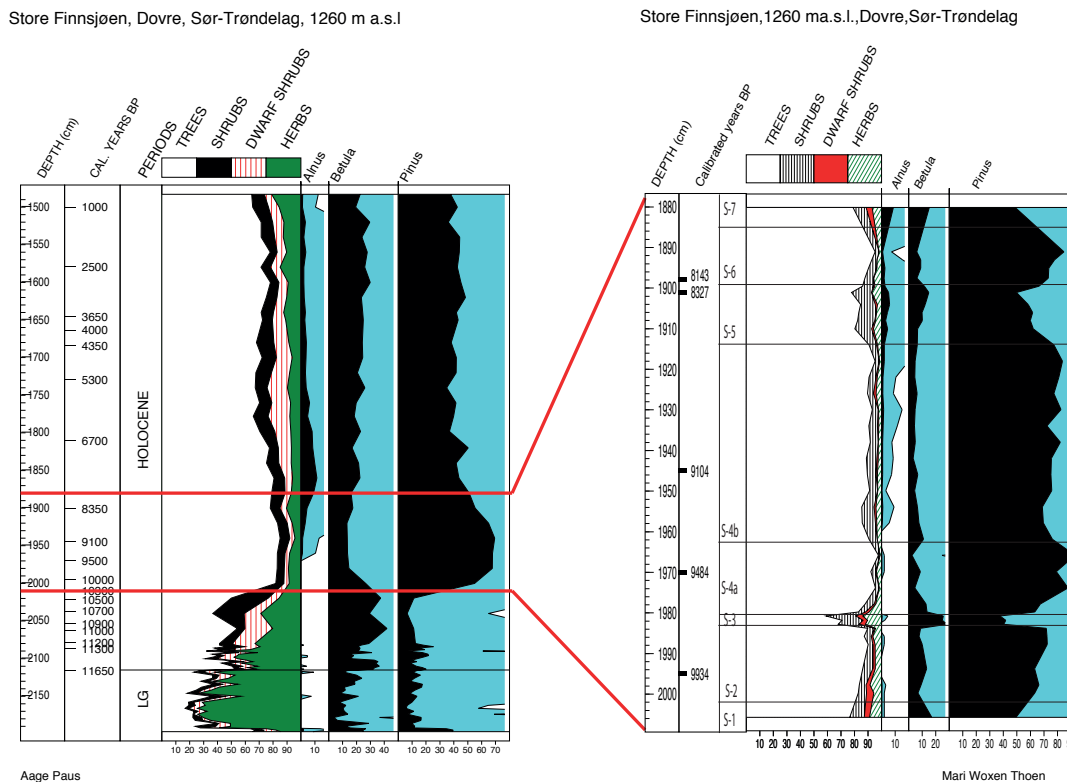 Store Finnsjøen, Dovre, Sør-Trøndelag, 1260 m a.s.l
DEPTH (cm)
CAL. YEARS BP
PERIODS
TREES
SHRUBS
DWARF SHRUBS
HERBS
Alnus
Betula
Pinus
1500
1550
1600
1650
1700
1750
1800
1850
1900
1950
2000
2050
2100
2150
1000
2500
3650
4000
4350
5300
6700
8350
9100
9500
10000
10500
10700
10900
11000
11200
11650
HOLOCENE
LG
10 20 30 40 50 60 70 80 90 10 10 20 30 40 10 20 30 40 50 60 70
Aage Paus
Store Finnsjøen,1260 ma.s.l.,Dovre,Sør-Trøndelag
DEPTH (cm)
Calibrated years BP
TREES
SHRUBS
DWARF SHRUBS
HERBS
Alnus
Betula
Pinus
1880
1890
1900
1910
1920
1930
1940
1950
1960
1970
1980
1990
2000
8143
8327
9104
9484
9934
S-7
S-6
S-5
S-4b
S-4a
S-3
S-2
S-1
10 20 30 40 50 60 70 80 90 10 10 20 10 20 30 40 50 60 70 80
Mari Woxen Thoen